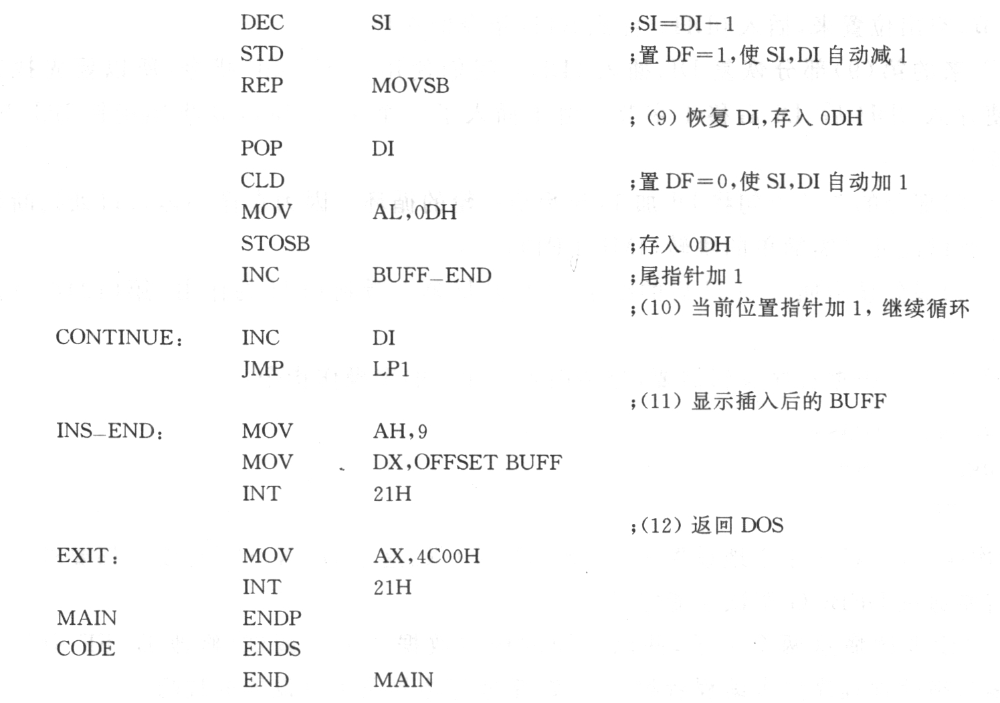 DEC SI ;SI=DI-1
STD ;置 DF=1,使 SI,DI 自动减 1
REP MOVSB
;(9) 恢复 DI,存入 0DH
POP DI
CLD ;置 DF=0,使 SI,DI 自动加 1
MOV AL,0DH
STOSB ;存入 0DH
INC BUFF_END ;尾指针加 1
;(10) 当前位置指针加 1, 继续循环
CONTINUE: INC DI
JMP LP1
;(11) 显示插入后的 BUFF
INS_END: MOV AH,9
MOV DX,OFFSET BUFF
INT 21H
;(12) 返回 DOS
EXIT: MOV AX,4C00H
INT 21H
MAIN ENDP
CODE ENDS
END MAIN